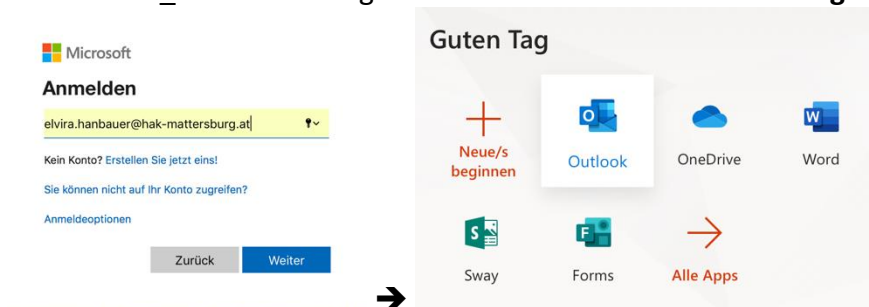 Microsoft
Anmelden
elvira.hanbauer@hak-mattersburg.at
Kein Konto? Erstellen Sie jetzt eins!
Sie können nicht auf Ihr Konto zugreifen?
Anmeldeoptionen
Zurück Weiter
➔
Guten Tag
Neue/s
beginnen
Outlook OneDrive Word
Sway Forms Alle Apps